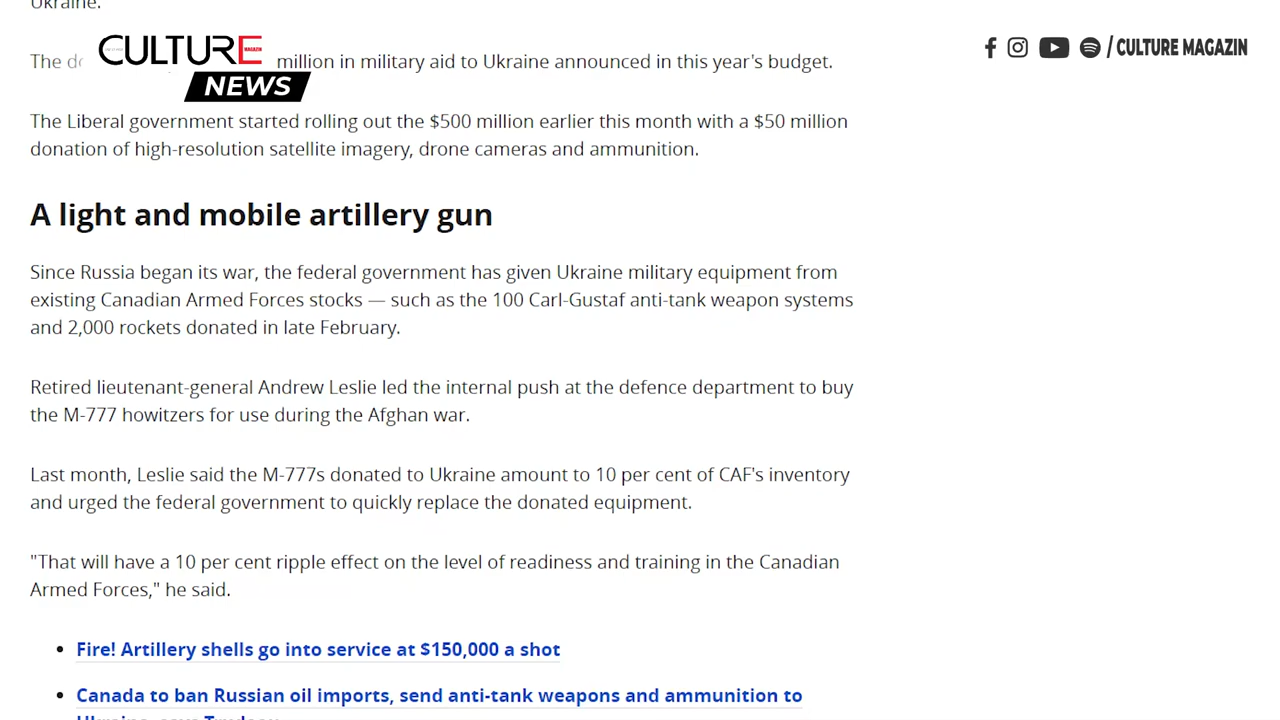 Ukraine.
CULTURE MAGAZIN
NEWS
/ CULTURE MAGAZIN
The million in military aid to Ukraine announced in this year's budget.
The Liberal government started rolling out the $500 million earlier this month with a $50 million
donation of high-resolution satellite imagery, drone cameras and ammunition.
A light and mobile artillery gun
Since Russia began its war, the federal government has given Ukraine military equipment from
existing Canadian Armed Forces stocks — such as the 100 Carl-Gustaf anti-tank weapon systems
and 2,000 rockets donated in late February.
Retired lieutenant-general Andrew Leslie led the internal push at the defence department to buy
the M-777 howitzers for use during the Afghan war.
Last month, Leslie said the M-777s donated to Ukraine amount to 10 per cent of CAF's inventory
and urged the federal government to quickly replace the donated equipment.
"That will have a 10 per cent ripple effect on the level of readiness and training in the Canadian
Armed Forces," he said.
• Fire! Artillery shells go into service at $150,000 a shot
• Canada to ban Russian oil imports, send anti-tank weapons and ammunition to
Ukraine, says Trudeau